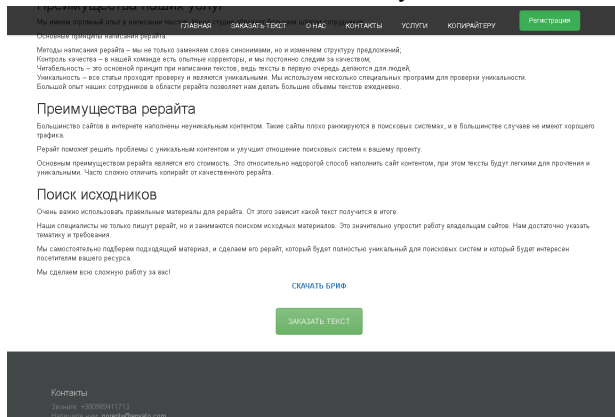 Преимущества наших услуг
ГЛАВНАЯ ЗАКАЗАТЬ ТЕКСТ О НАС КОНТАКТЫ УСЛУГИ КОПИРАЙТЕРУ Регистрация
Основные принципы написания рерайта:
Методы написания рерайта – мы не только заменяем слова синонимами, но и изменяем структуру предложений;
Контроль качества – в нашей команде есть опытные корректоры, и мы постоянно следим за качеством;
Читабельность – это основной принцип при написании текстов, ведь тексты в первую очередь делаются для людей;
Уникальность – все статьи проходят проверку и являются уникальными. Мы используем несколько специальных программ для проверки уникальности.
Большой опыт наших сотрудников в области рерайта позволяет нам делать большие объемы текстов ежедневно.
Преимущества рерайта
Большинство сайтов в интернете наполнены неуникальным контентом. Такие сайты плохо ранжируются в поисковых системах, и в большинстве случаев не имеют хорошего
трафика.
Рерайт поможет решить проблемы с уникальным контентом и улучшит отношение поисковых систем к вашему проекту.
Основным преимуществом рерайта является его стоимость. Это относительно недорогой способ наполнить сайт контентом, при этом тексты будут легкими для прочтения и
уникальными. Часто сложно отличить копирайт от качественного рерайта.
Поиск исходников
Очень важно использовать правильные материалы для рерайта. От этого зависит какой текст получится в итоге.
Наши специалисты не только пишут рерайт, но и занимаются поиском исходных материалов. Это значительно упростит работу владельцам сайтов. Нам достаточно указать
тематику и требования.
Мы самостоятельно подберем подходящий материал, и сделаем его рерайт, который будет полностью уникальный для поисковых систем и который будет интересен
посетителям вашего ресурса.
Мы сделаем всю сложную работу за вас!
СКАЧАТЬ БРИФ
ЗАКАЗАТЬ ТЕКСТ
Контакты
Звоните: +380989411713
Напишите нам: